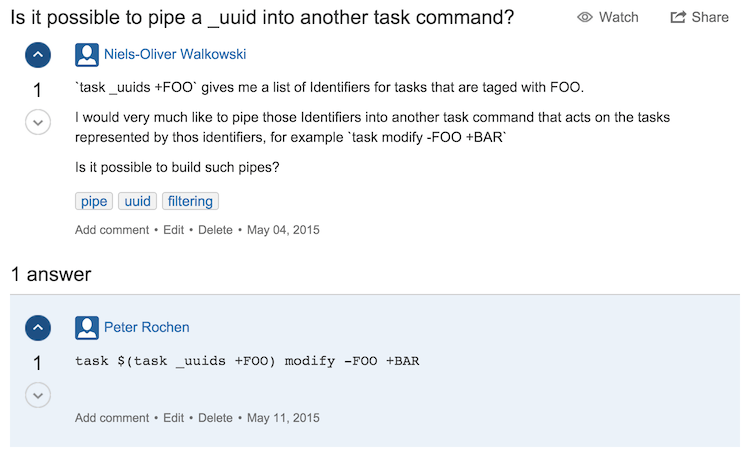 Is it possible to pipe a _uuid into another task command?
Watch
Share
Niels-Oliver Walkowski
1
`task _uuids +FOO` gives me a list of Identifiers for tasks that are taged with FOO.
I would very much like to pipe those Identifiers into another task command that acts on the tasks
represented by thos identifiers, for example `task modify -FOO +BAR`
Is it possible to build such pipes?
pipe uuid filtering
Add comment • Edit • Delete • May 04, 2015
1 answer
Peter Rochen
1
task $(task _uuids +FOO) modify -FOO +BAR
Add comment • Edit • Delete • May 11, 2015